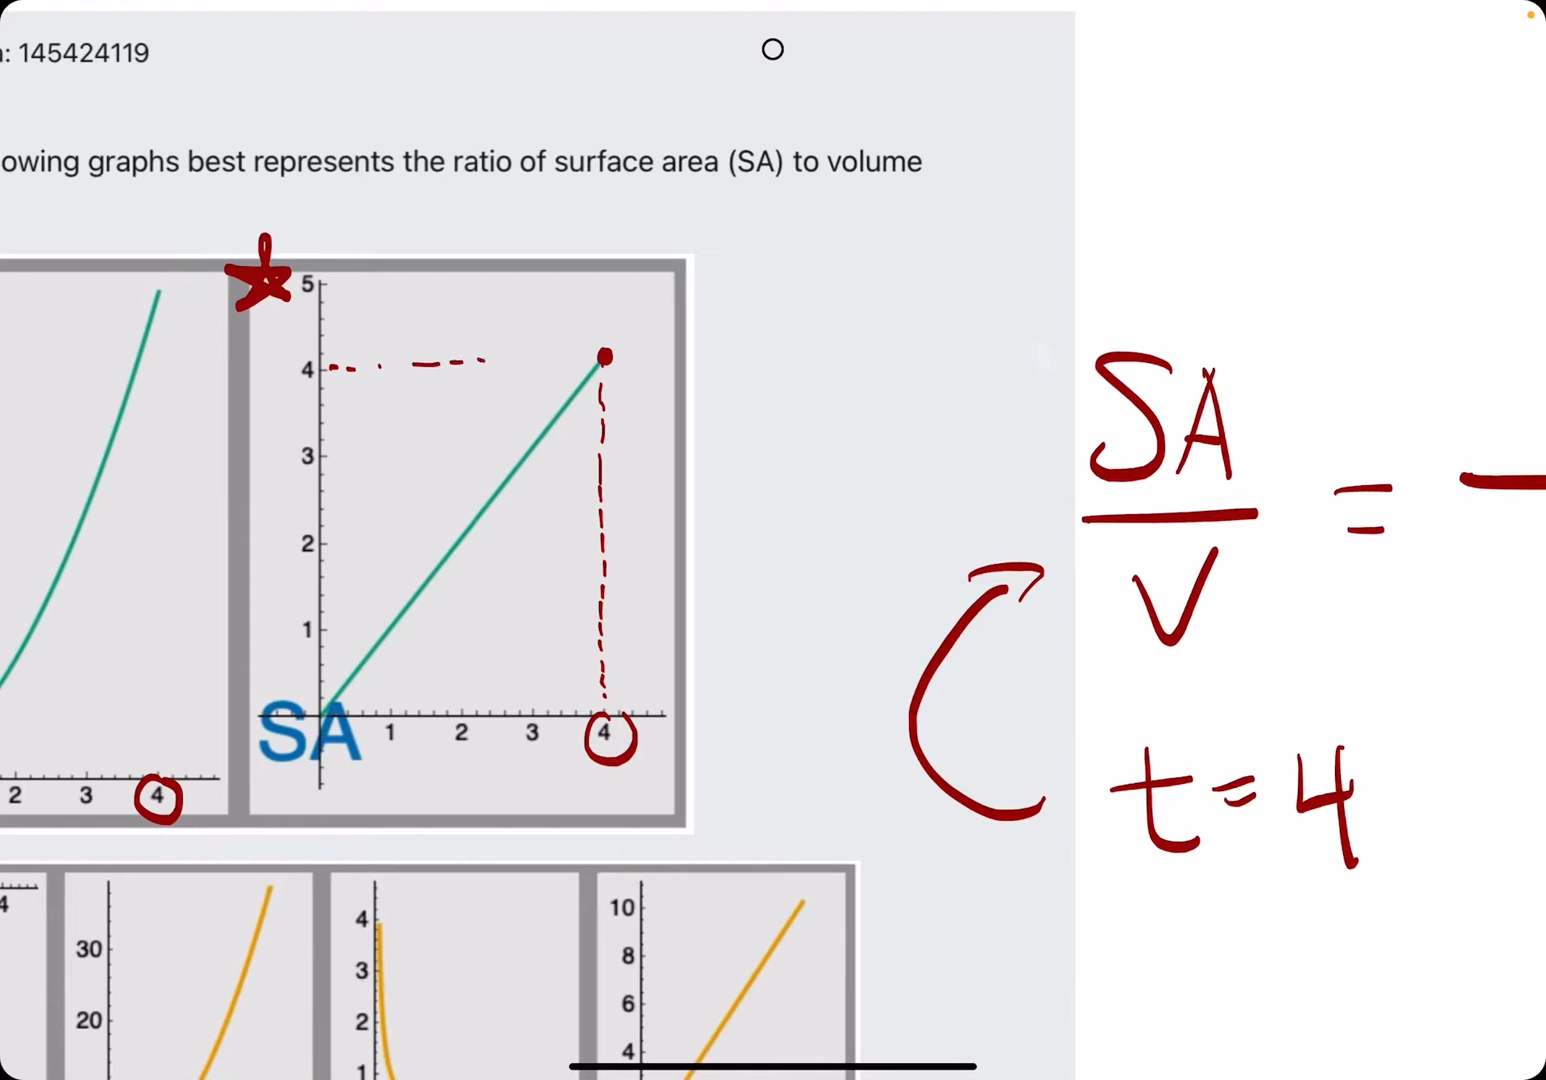 : 145424119
owing graphs best represents the ratio of surface area (SA) to volume
5
4
3
2
1
SA
1 2 3 4
2 3 4
SA
=
V
t = 4
4
30
20
4
3
2
1
10
8
6
4